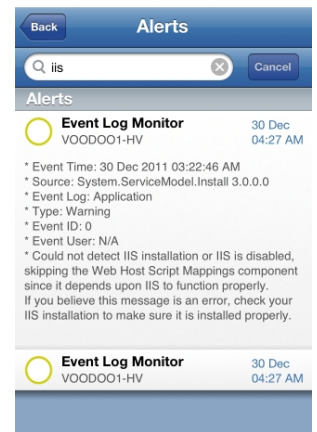 Back Alerts
iis Cancel
Alerts
Event Log Monitor 30 Dec
VOODOO1-HV 04:27 AM
* Event Time: 30 Dec 2011 03:22:46 AM
* Source: System.ServiceModel.Install 3.0.0.0
* Event Log: Application
* Type: Warning
* Event ID: 0
* Event User: N/A
* Could not detect IIS installation or IIS is disabled,
skipping the Web Host Script Mappings component
since it depends upon IIS to function properly.
If you believe this message is an error, check your
IIS installation to make sure it is installed properly.
Event Log Monitor 30 Dec
VOODOO1-HV 04:27 AM